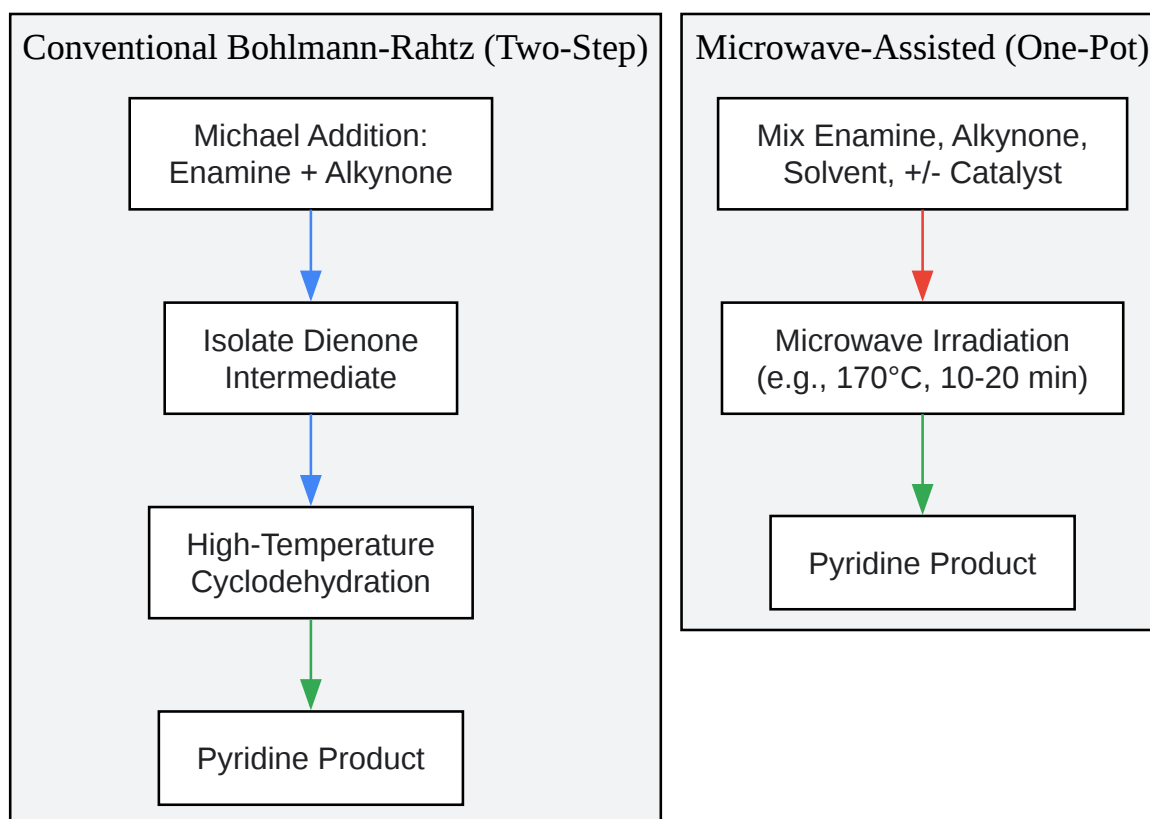 Conventional Bohlmann-Rahtz (Two-Step)
Michael Addition:
Enamine + Alkynone
Isolate Dienone
Intermediate
High-Temperature
Cyclodehydration
Pyridine Product
Microwave-Assisted (One-Pot)
Mix Enamine, Alkynone,
Solvent, +/- Catalyst
Microwave Irradiation
(e.g., 170°C, 10-20 min)
Pyridine Product